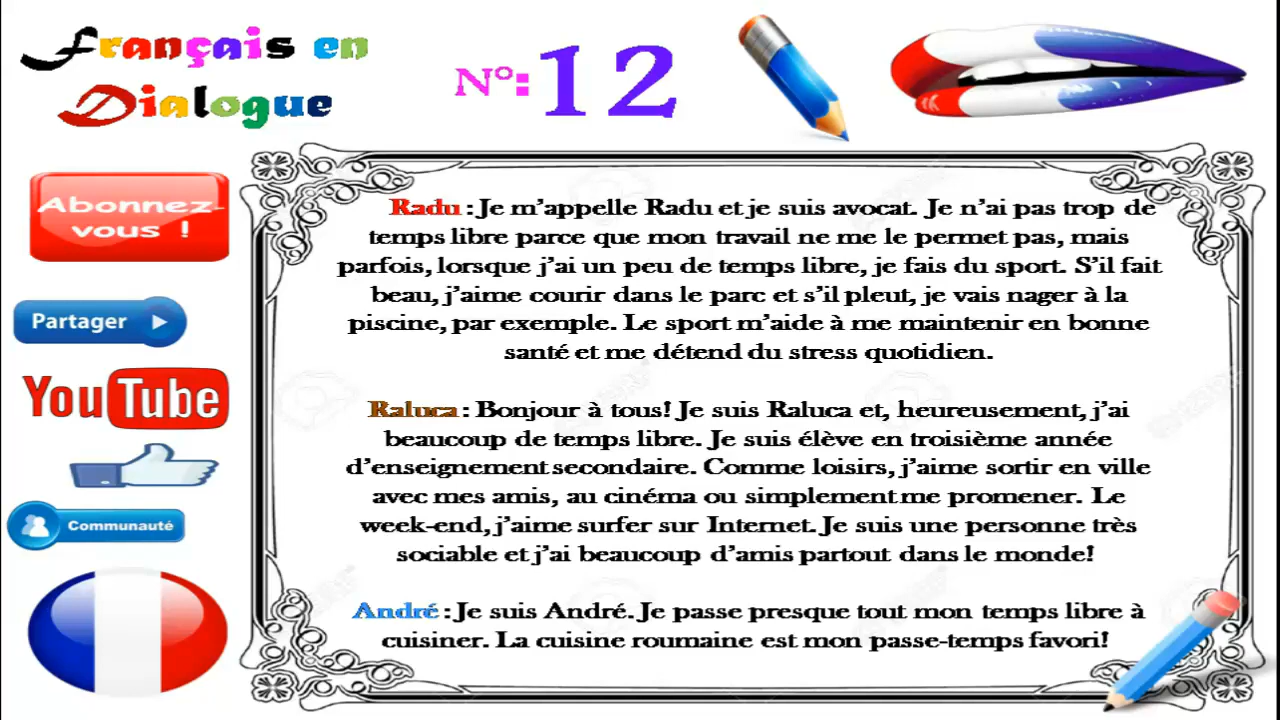 Français en
Dialogue
N°:12
Abonnez-
vous !
Partager
YouTube
Communauté
Radu : Je m'appelle Radu et je suis avocat. Je n'ai pas trop de
temps libre parce que mon travail ne me le permet pas, mais
parfois, lorsque j'ai un peu de temps libre, je fais du sport. S'il fait
beau, j'aime courir dans le parc et s'il pleut, je vais nager à la
piscine, par exemple. Le sport m'aide à me maintenir en bonne
santé et me détend du stress quotidien.
Raluca : Bonjour à tous! Je suis Raluca et, heureusement, j'ai
beaucoup de temps libre. Je suis élève en troisième année
d'enseignement secondaire. Comme loisirs, j'aime sortir en ville
avec mes amis, au cinéma ou simplement me promener. Le
week-end, j'aime surfer sur Internet. Je suis une personne très
sociable et j'ai beaucoup d'amis partout dans le monde!
André : Je suis André. Je passe presque tout mon temps libre à
cuisiner. La cuisine roumaine est mon passe-temps favori!